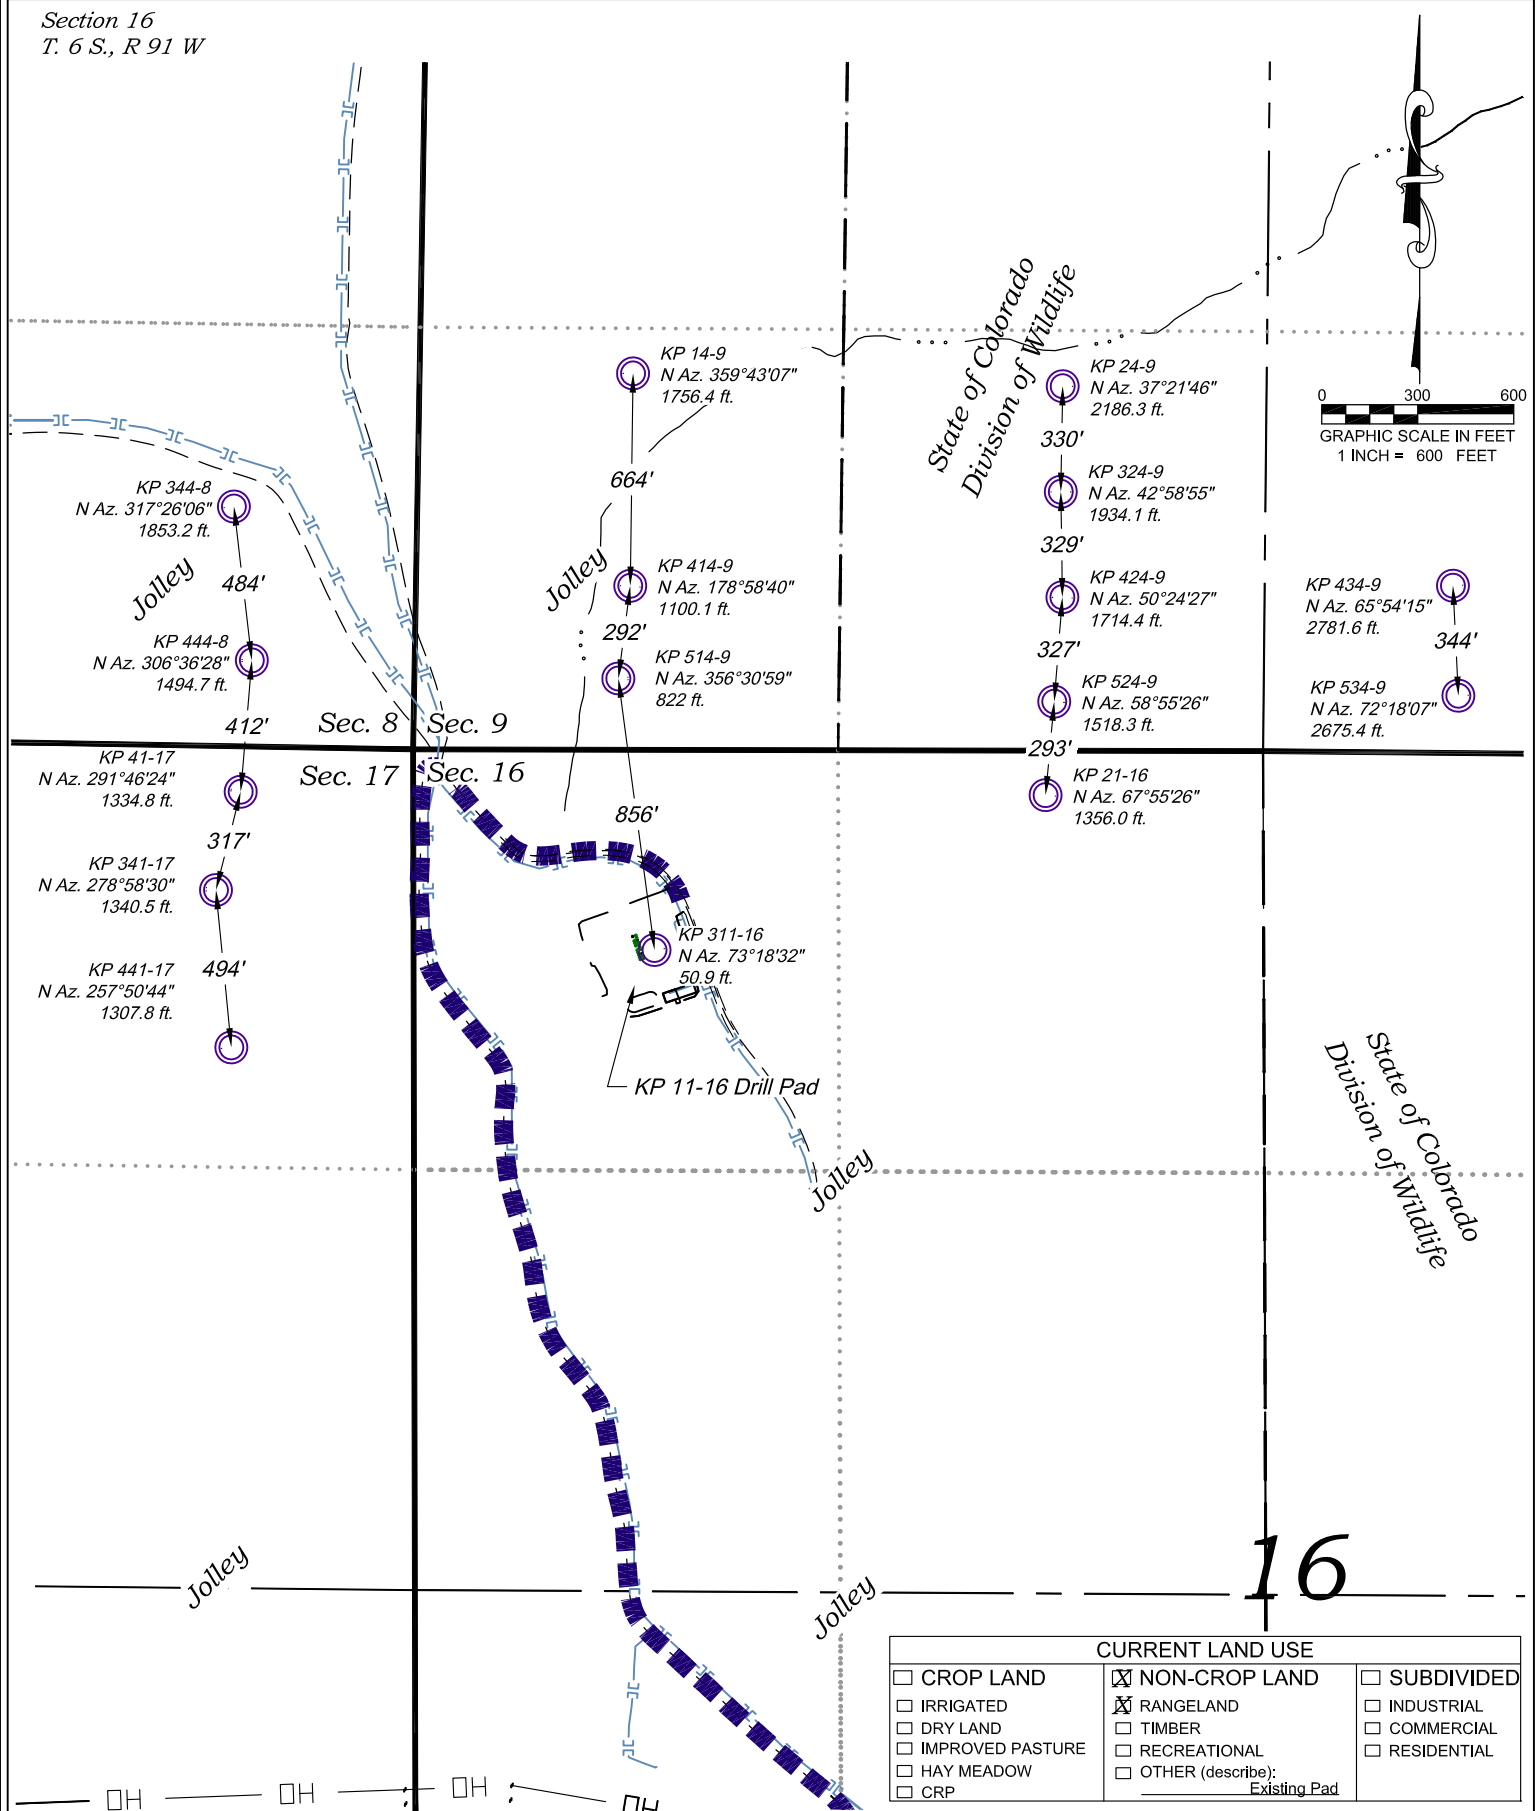 Section 16
T. 6 S., R 91 W
State of Colorado
Division of Wildlife
0 300 600
GRAPHIC SCALE IN FEET
1 INCH = 600 FEET
KP 14-9
N Az. 359°43'07"
1756.4 ft.
664'
KP 414-9
N Az. 178°58'40"
1100.1 ft.
292'
KP 514-9
N Az. 356°30'59"
822 ft.
856'
KP 311-16
N Az. 73°18'32"
50.9 ft.
KP 11-16 Drill Pad
KP 24-9
N Az. 37°21'46"
2186.3 ft.
330'
KP 324-9
N Az. 42°58'55"
1934.1 ft.
329'
KP 424-9
N Az. 50°24'27"
1714.4 ft.
327'
KP 524-9
N Az. 58°55'26"
1518.3 ft.
293'
KP 21-16
N Az. 67°55'26"
1356.0 ft.
KP 434-9
N Az. 65°54'15"
2781.6 ft.
344'
KP 534-9
N Az. 72°18'07"
2675.4 ft.
KP 344-8
N Az. 317°26'06"
1853.2 ft.
Jolley
484'
KP 444-8
N Az. 306°36'28"
1494.7 ft.
412'
KP 41-17
N Az. 291°46'24"
1334.8 ft.
317'
KP 341-17
N Az. 278°58'30"
1340.5 ft.
494'
KP 441-17
N Az. 257°50'44"
1307.8 ft.
Jolley
Sec. 8
Sec. 9
Sec. 17
Sec. 16
Jolley
State of Colorado
Division of Wildlife
Jolley
Jolley
16
OH
OH
OH
OH
CURRENT LAND USE
CROP LAND
IRRIGATED
DRY LAND
IMPROVED PASTURE
HAY MEADOW
CRP
X NON-CROP LAND
X RANGELAND
TIMBER
RECREATIONAL
OTHER (describe):
Existing Pad
SUBDIVIDED
INDUSTRIAL
COMMERCIAL
RESIDENTIAL